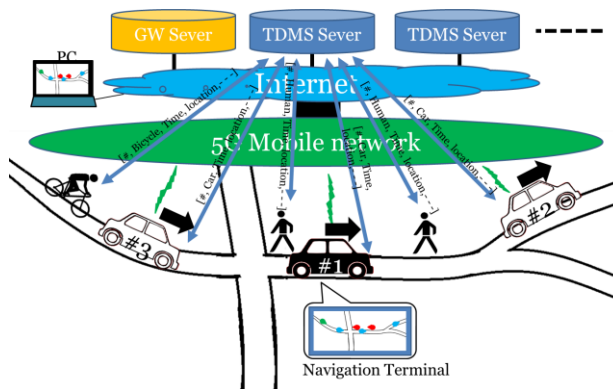 GW Sever
TDMS Sever
TDMS Sever
PC
Internet
5G Mobile network
[#, Bicycle, Time, location,- - -]
[#, Car, Time, location,- - -]
[#, Human, Time, location,- - -]
[#, Car, Time,
location,- - -]
[#, Human, Time, location,- - -]
[#, Car, Time, location,- - -]
#3
#1
#2
Navigation Terminal